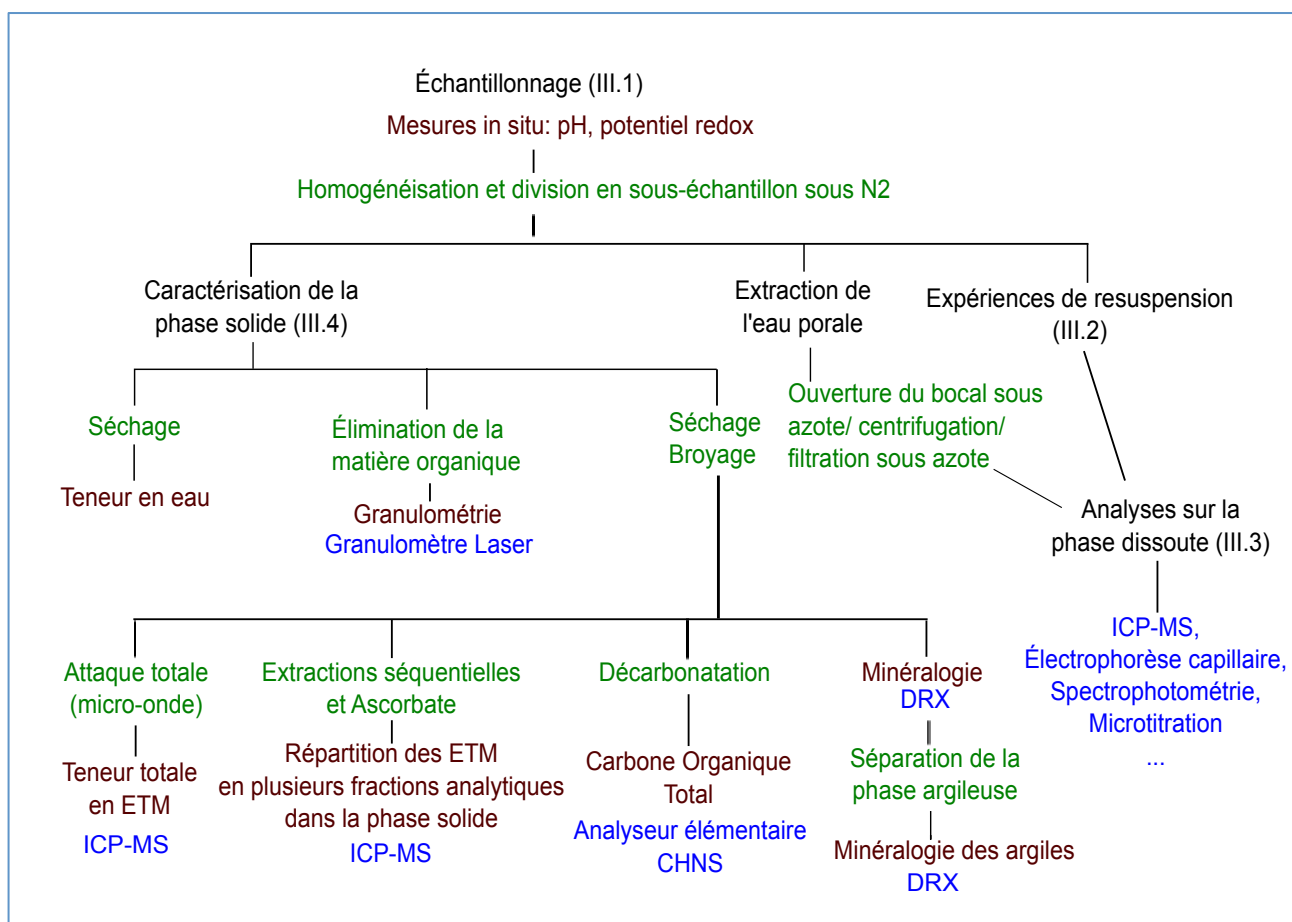 Échantillonnage (III.1)
Mesures in situ: pH, potentiel redox
Homogénéisation et division en sous-échantillon sous N2
Caractérisation de la
phase solide (III.4)
Extraction de
l'eau porale
Expériences de resuspension
(III.2)
Séchage
Teneur en eau
Élimination de la
matière organique
Granulométrie
Granulomètre Laser
Séchage
Broyage
Ouverture du bocal sous
azote/ centrifugation/
filtration sous azote
Analyses sur la
phase dissoute (III.3)
ICP-MS,
Électrophorèse capillaire,
Spectrophotométrie,
Microtitration
...
Attaque totale
(micro-onde)
Teneur totale
en ETM
ICP-MS
Extractions séquentielles
et Ascorbate
Répartition des ETM
en plusieurs fractions analytiques
dans la phase solide
ICP-MS
Décarbonatation
Carbone Organique
Total
Analyseur élémentaire
CHNS
Minéralogie
DRX
Séparation de la
phase argileuse
Minéralogie des argiles
DRX